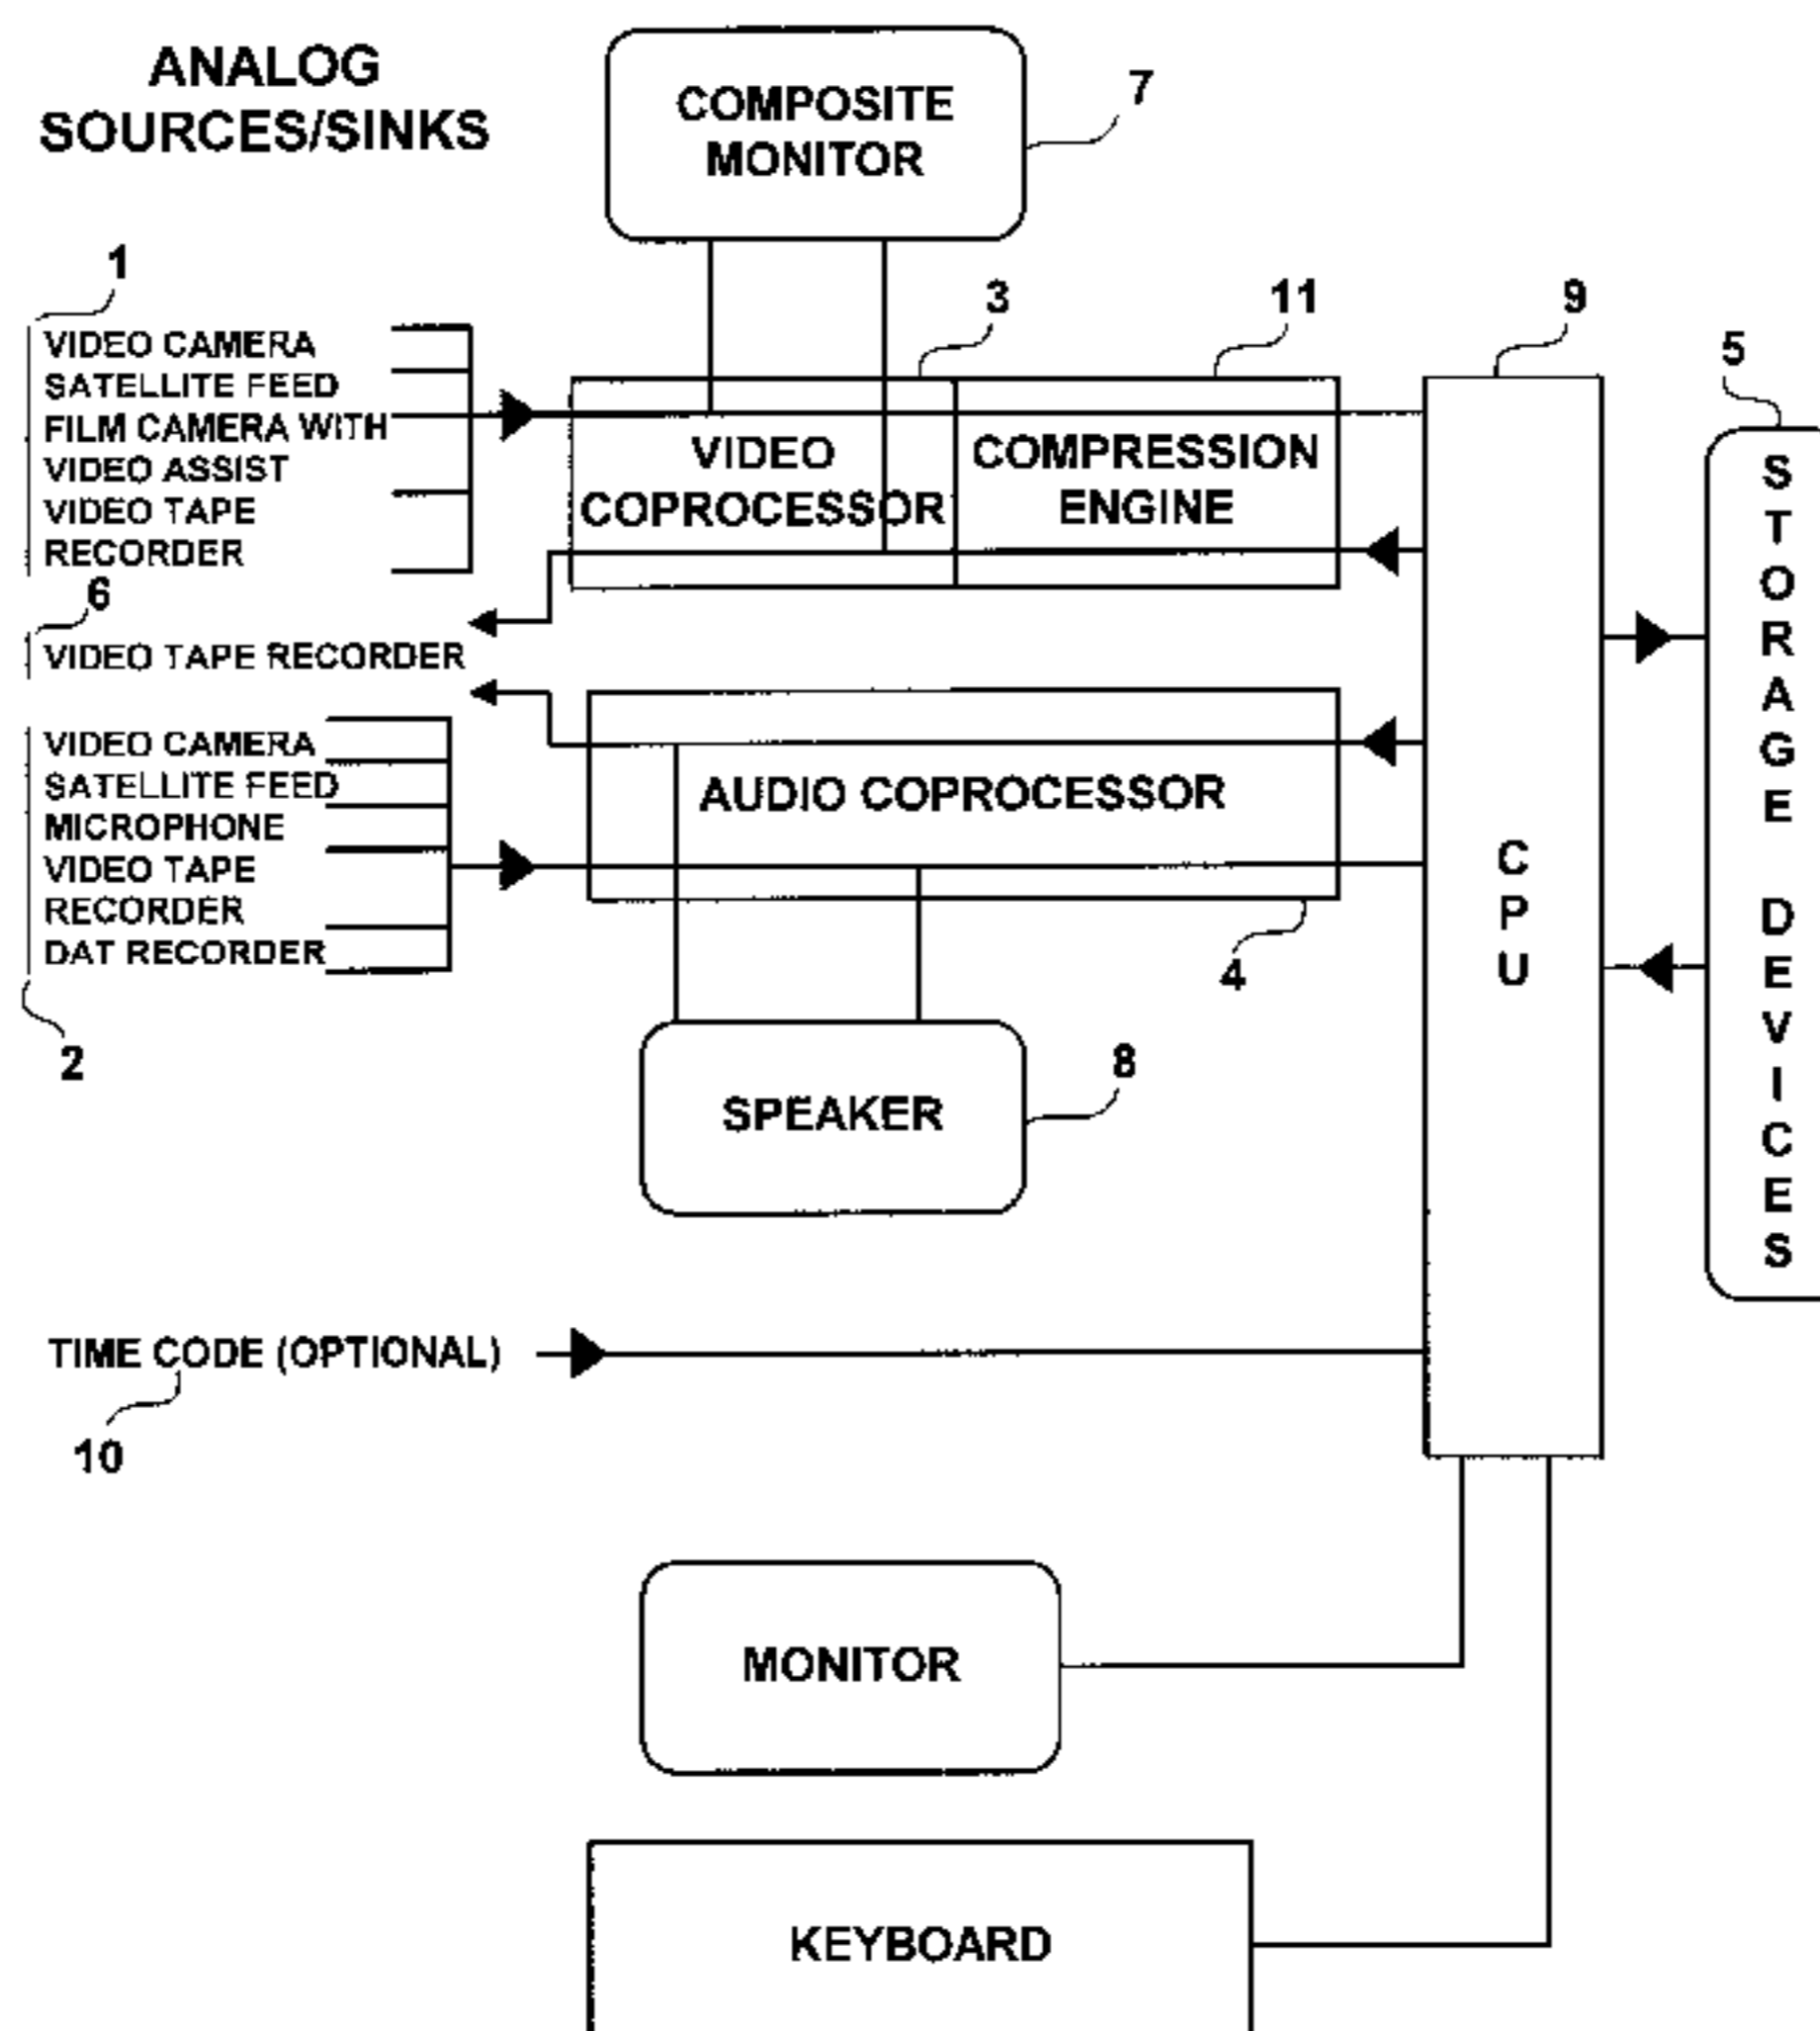 ANALOG
SOURCES/SINKS
COMPOSITE
MONITOR
7
1
3
11
9
5
VIDEO CAMERA
SATELLITE FEED
FILM CAMERA WITH
VIDEO ASSIST
VIDEO TAPE
RECORDER
VIDEO
COPROCESSOR
COMPRESSION
ENGINE
6
VIDEO TAPE RECORDER
VIDEO CAMERA
SATELLITE FEED
MICROPHONE
VIDEO TAPE
RECORDER
DAT RECORDER
2
AUDIO COPROCESSOR
4
CPU
STORAGE DEVICES
SPEAKER
8
TIME CODE (OPTIONAL)
10
MONITOR
KEYBOARD